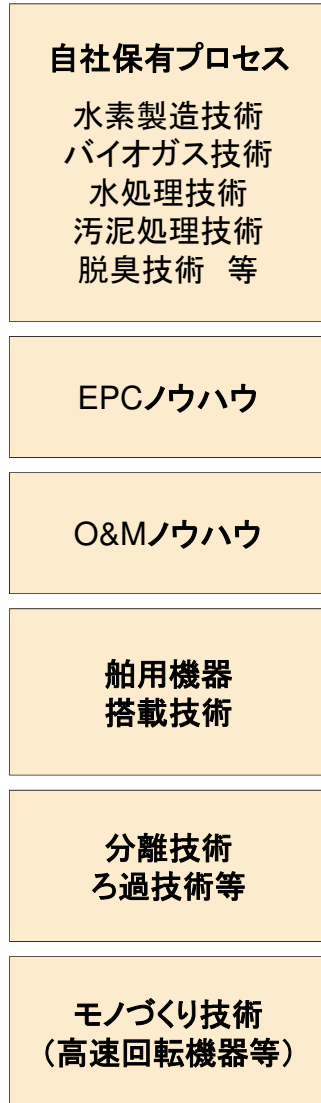 自社保有プロセス
水素製造技術
バイオガス技術
水処理技術
汚泥処理技術
脱臭技術　等
EPCノウハウ
O&Mノウハウ
舶用機器
搭載技術
分離技術
ろ過技術等
モノづくり技術
（高速回転機器等）